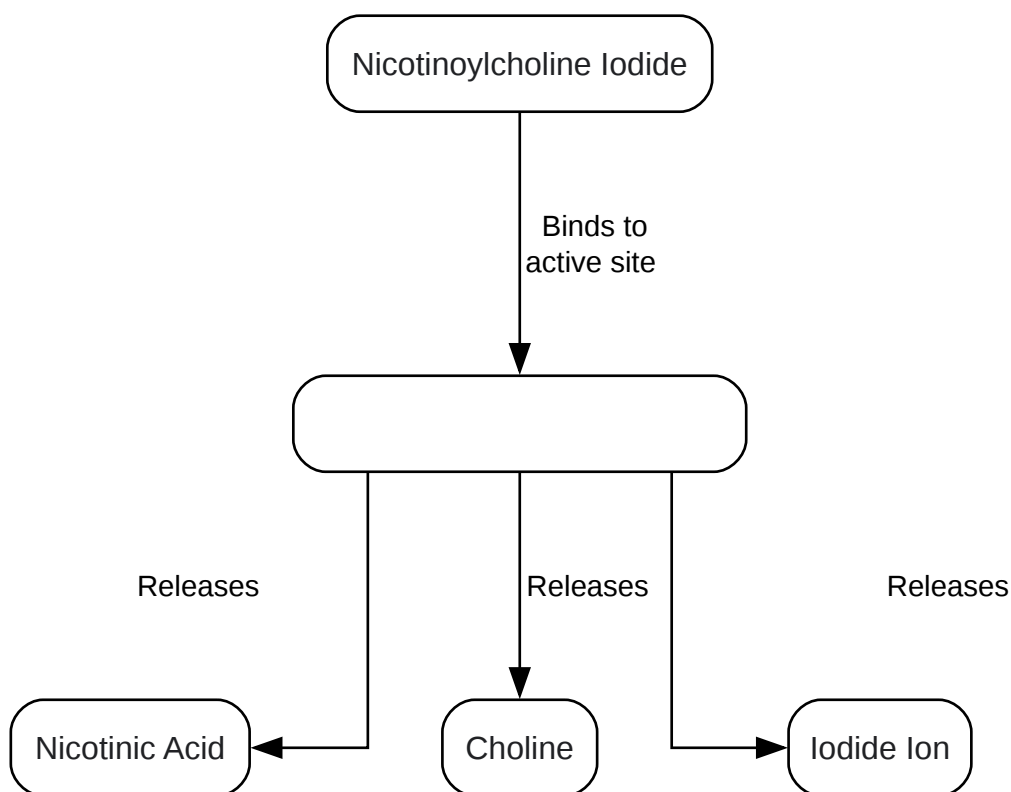 Nicotinoylcholine Iodide
Binds to
active site
Releases
Releases
Releases
Nicotinic Acid
Choline
Iodide Ion